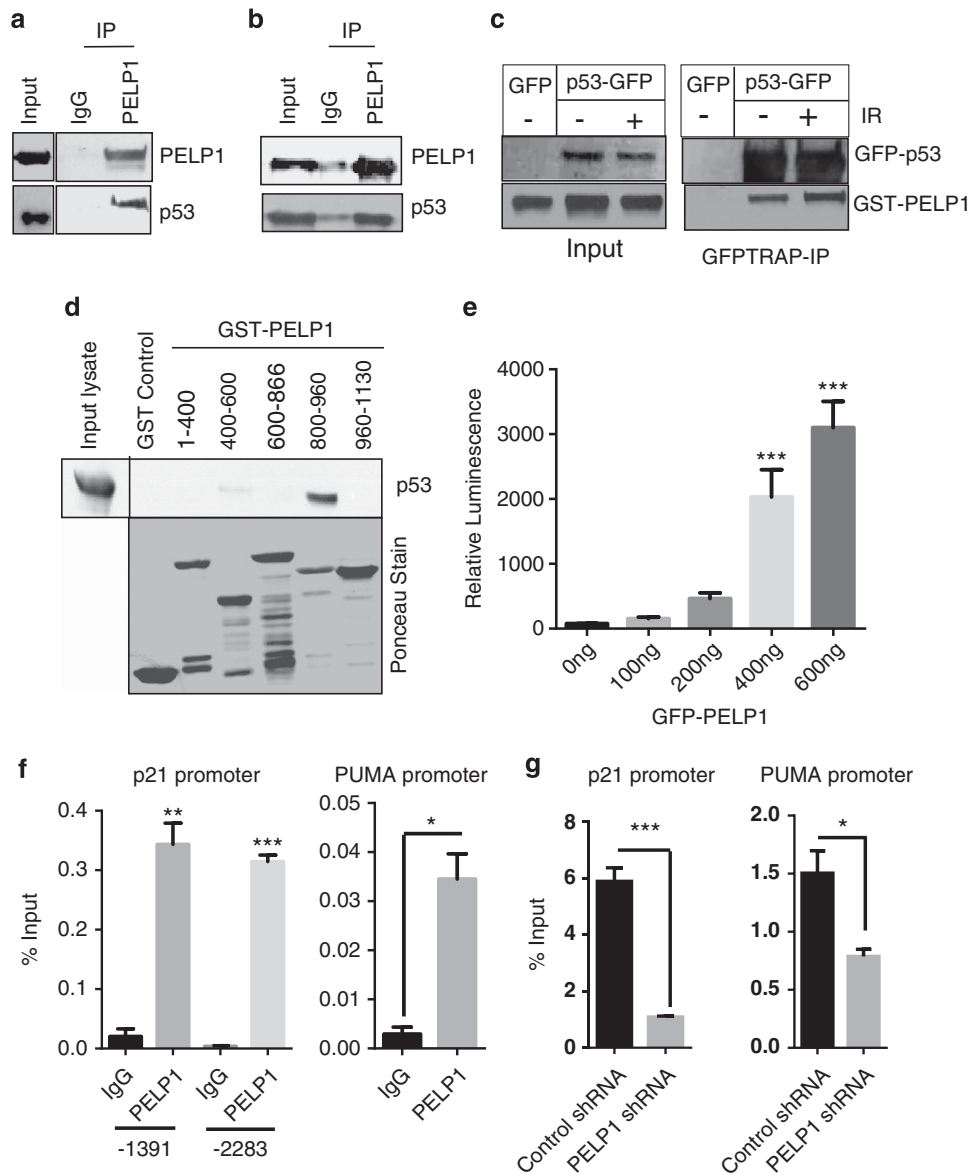 a
IP
Input
IgG
PELP1
PELP1
p53
b
IP
Input
IgG
PELP1
PELP1
p53
c
GFP p53-GFP
- - +
GFP p53-GFP
- - + IR
GFP-p53
GST-PELP1
Input
GFPTRAP-IP
d
GST-PELP1
Input lysate
GST Control
1-400
400-600
600-866
800-960
960-1130
p53
Ponceau Stain
e
Relative Luminescence
4000
3000
2000
1000
0
***
***
0ng
100ng
200ng
400ng
600ng
GFP-PELP1
f
p21 promoter
% Input
0.4
0.3
0.2
0.1
0.0
**
***
IgG
PELP1
IgG
PELP1
-1391
-2283
PUMA promoter
0.05
0.04
0.03
0.02
0.01
0.00
*
IgG
PELP1
g
p21 promoter
% Input
8
6
4
2
0
***
Control shRNA
PELP1 shRNA
PUMA promoter
2.0
1.5
1.0
0.5
0.0
*
Control shRNA
PELP1 shRNA